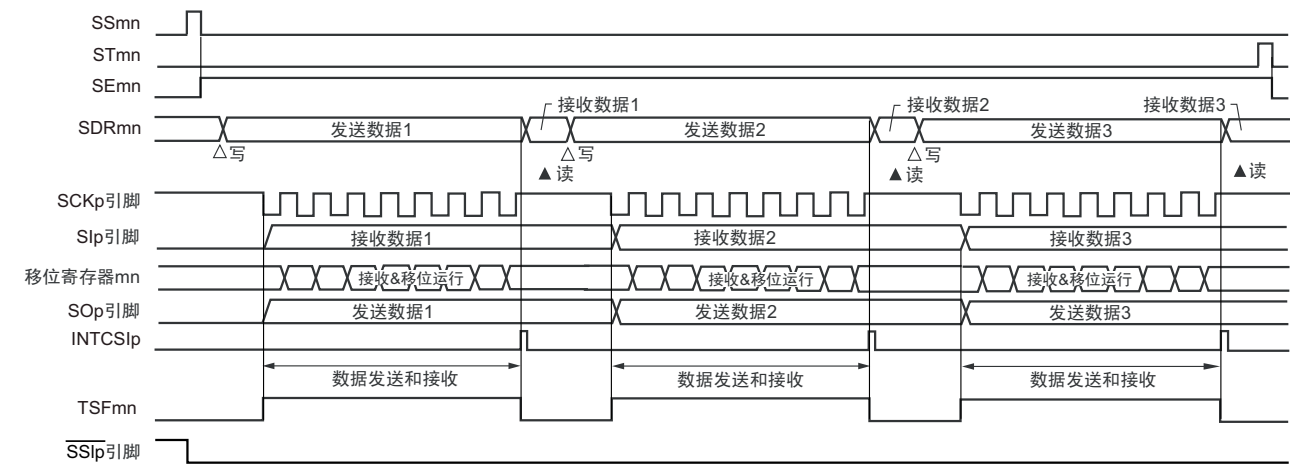 SSmn
STmn
SEmn
接收数据1 接收数据2 接收数据3
SDRmn 发送数据1 发送数据2 发送数据3
△写 △写 △写
▲读 ▲读 ▲读
SCKp引脚
SIp引脚 接收数据1 接收数据2 接收数据3
移位寄存器mn 接收&移位运行 接收&移位运行 接收&移位运行
SOp引脚 发送数据1 发送数据2 发送数据3
INTCSIp
数据发送和接收 数据发送和接收 数据发送和接收
TSFmn
SSIp引脚